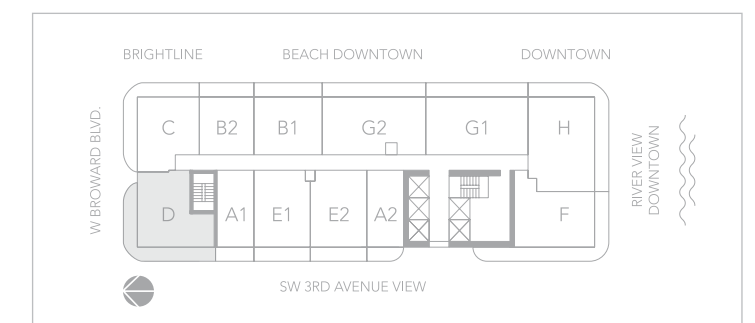 BRIGHTLINE BEACH DOWNTOWN DOWNTOWN
W BROWARD BLVD.
C B2 B1 G2 G1 H
RIVER VIEW
DOWNTOWN
D A1 E1 E2 A2 F
SW 3RD AVENUE VIEW